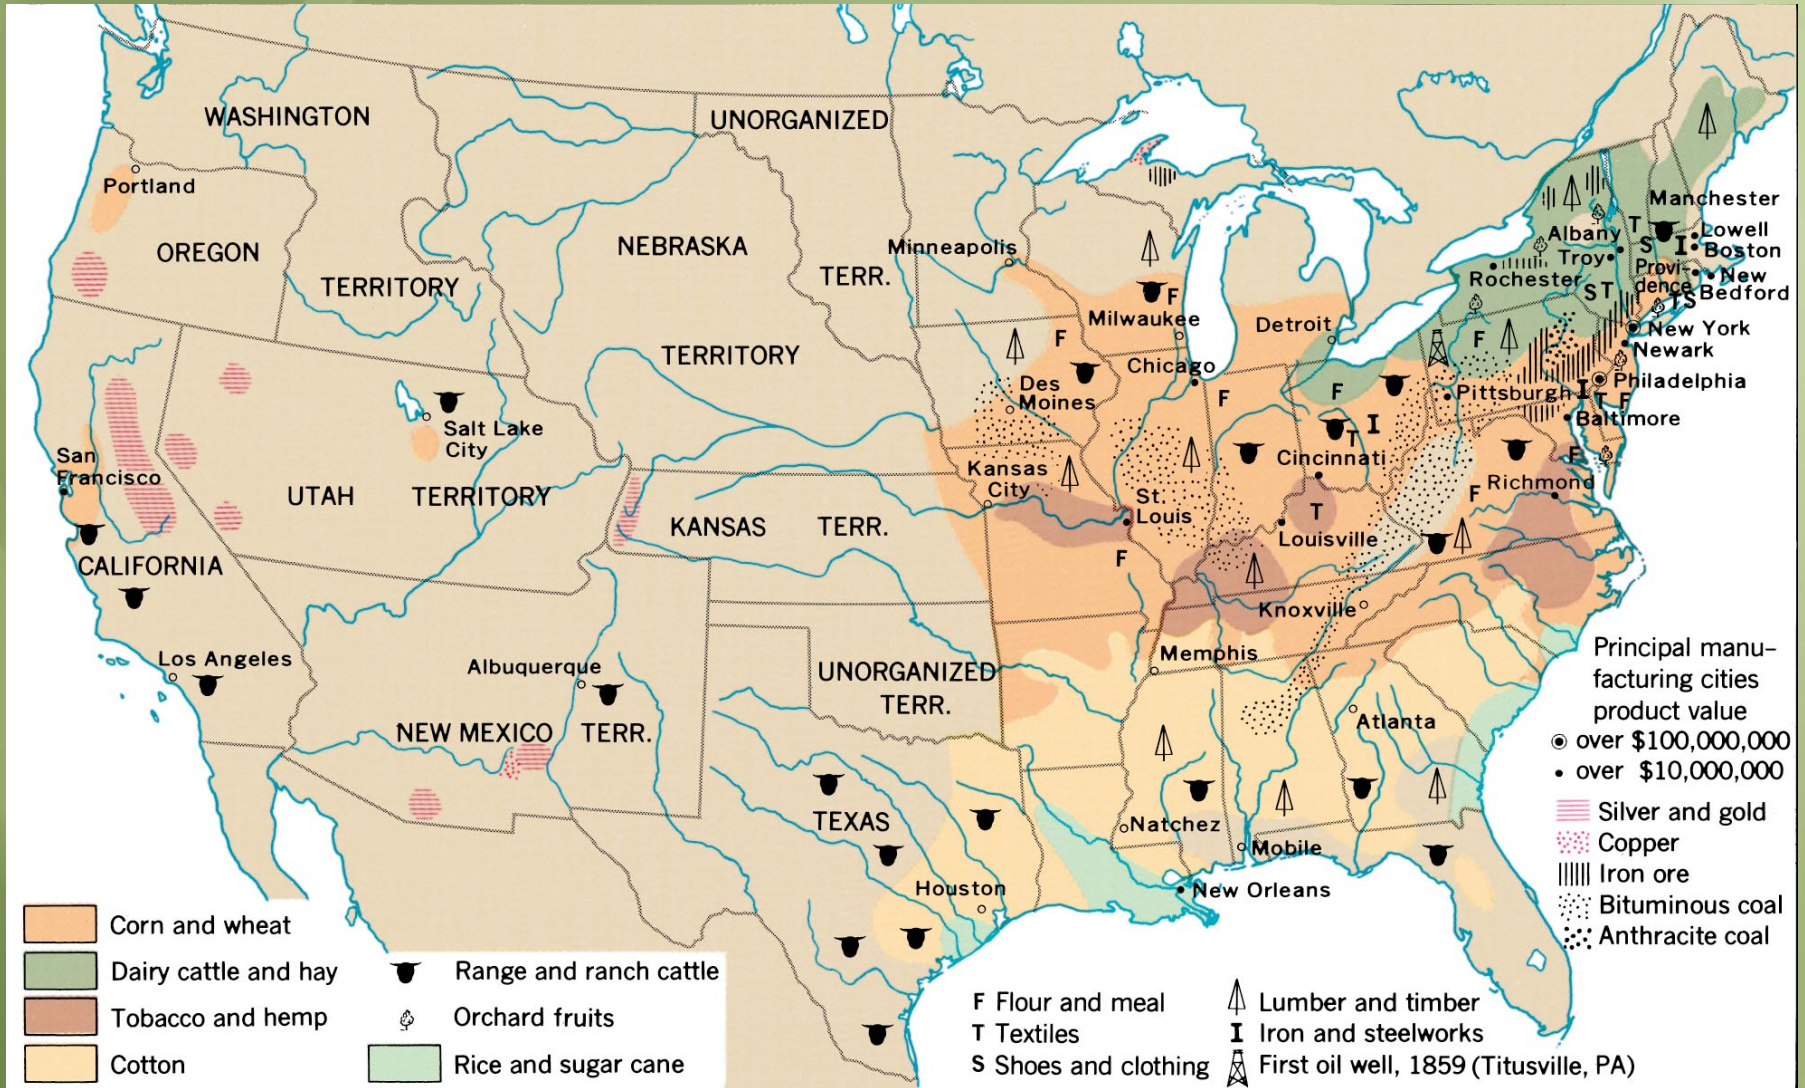 WASHINGTON
UNORGANIZED
Portland
OREGON
TERRITORY
NEBRASKA
TERR.
TERRITORY
Minneapolis
Milwaukee
F
Detroit
Chicago
F
F
Des
Moines
Manchester
Lowell
Boston
Albany
T
S
I
Troy
Rochester
Provi-
dence
New
Bedford
S T
T S
New York
Newark
F
Philadelphia
Pittsburgh
I
T F
Baltimore
F
T
I
Salt Lake
City
San
Francisco
UTAH
TERRITORY
KANSAS
TERR.
Kansas
City
St.
Louis
F
Cincinnati
T
Louisville
Richmond
F
F
CALIFORNIA
Knoxville
Los Angeles
Albuquerque
NEW MEXICO
TERR.
UNORGANIZED
TERR.
Memphis
Atlanta
TEXAS
Natchez
Mobile
Houston
New Orleans
Principal manu-
facturing cities
product value
over $100,000,000
over $10,000,000
Silver and gold
Copper
Iron ore
Bituminous coal
Anthracite coal
Corn and wheat
Dairy cattle and hay
Tobacco and hemp
Cotton
Range and ranch cattle
Orchard fruits
Rice and sugar cane
F Flour and meal
T Textiles
S Shoes and clothing
Lumber and timber
I Iron and steelworks
First oil well, 1859 (Titusville, PA)